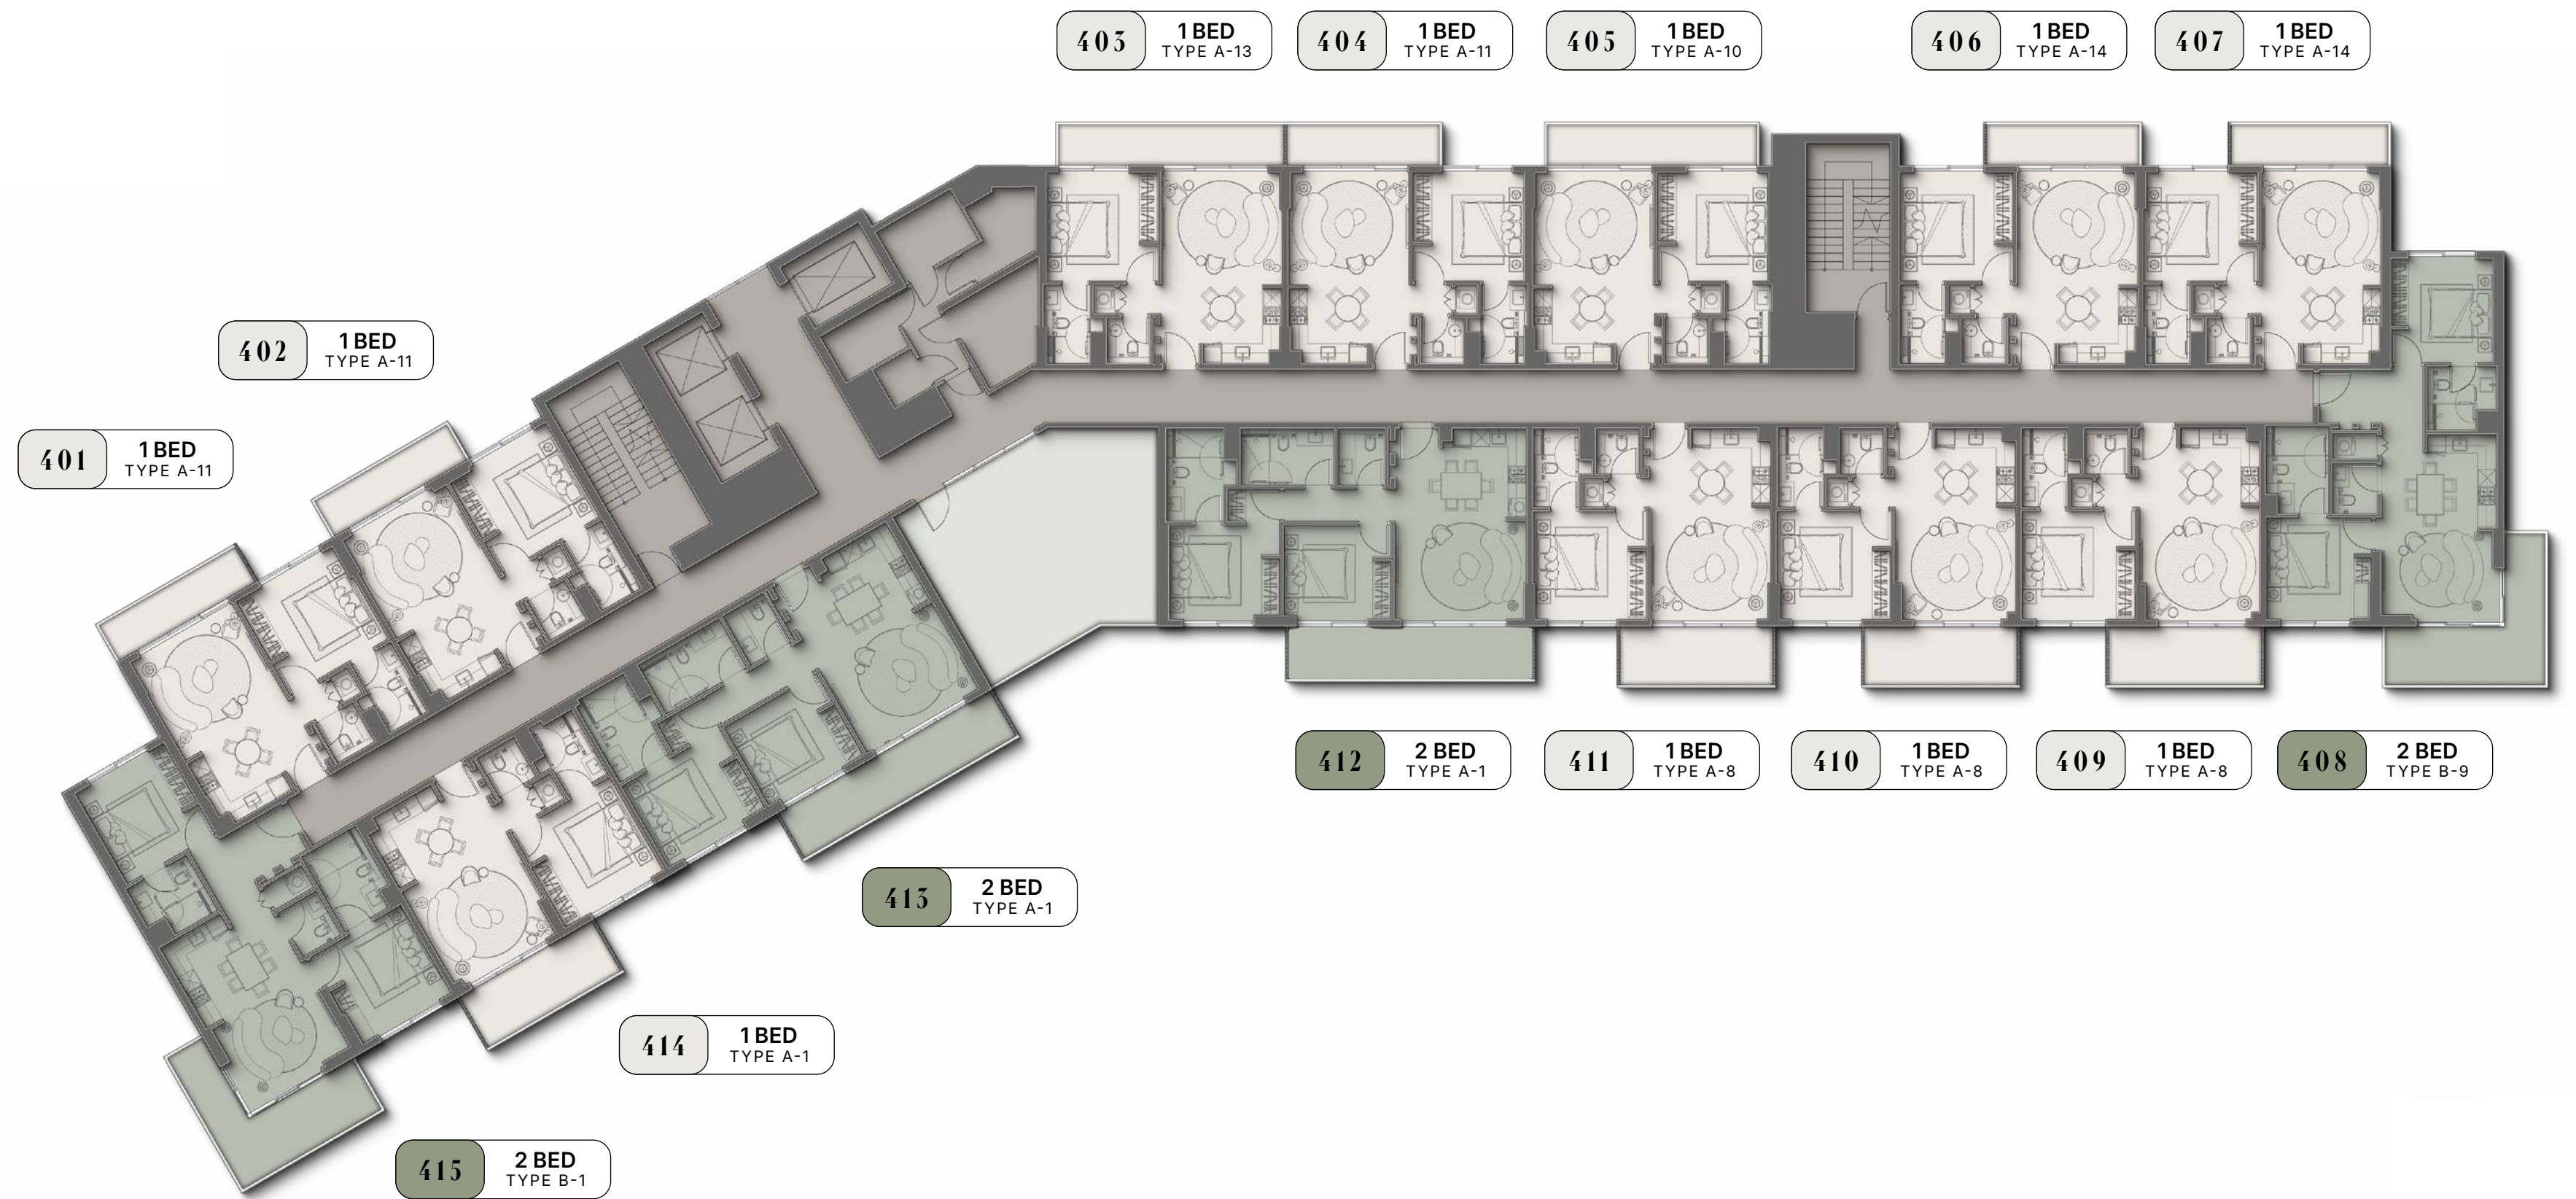 403 1 BED
TYPE A-13
404 1 BED
TYPE A-11
405 1 BED
TYPE A-10
406 1 BED
TYPE A-14
407 1 BED
TYPE A-14
402 1 BED
TYPE A-11
401 1 BED
TYPE A-11
412 2 BED
TYPE A-1
411 1 BED
TYPE A-8
410 1 BED
TYPE A-8
409 1 BED
TYPE A-8
408 2 BED
TYPE B-9
413 2 BED
TYPE A-1
414 1 BED
TYPE A-1
415 2 BED
TYPE B-1